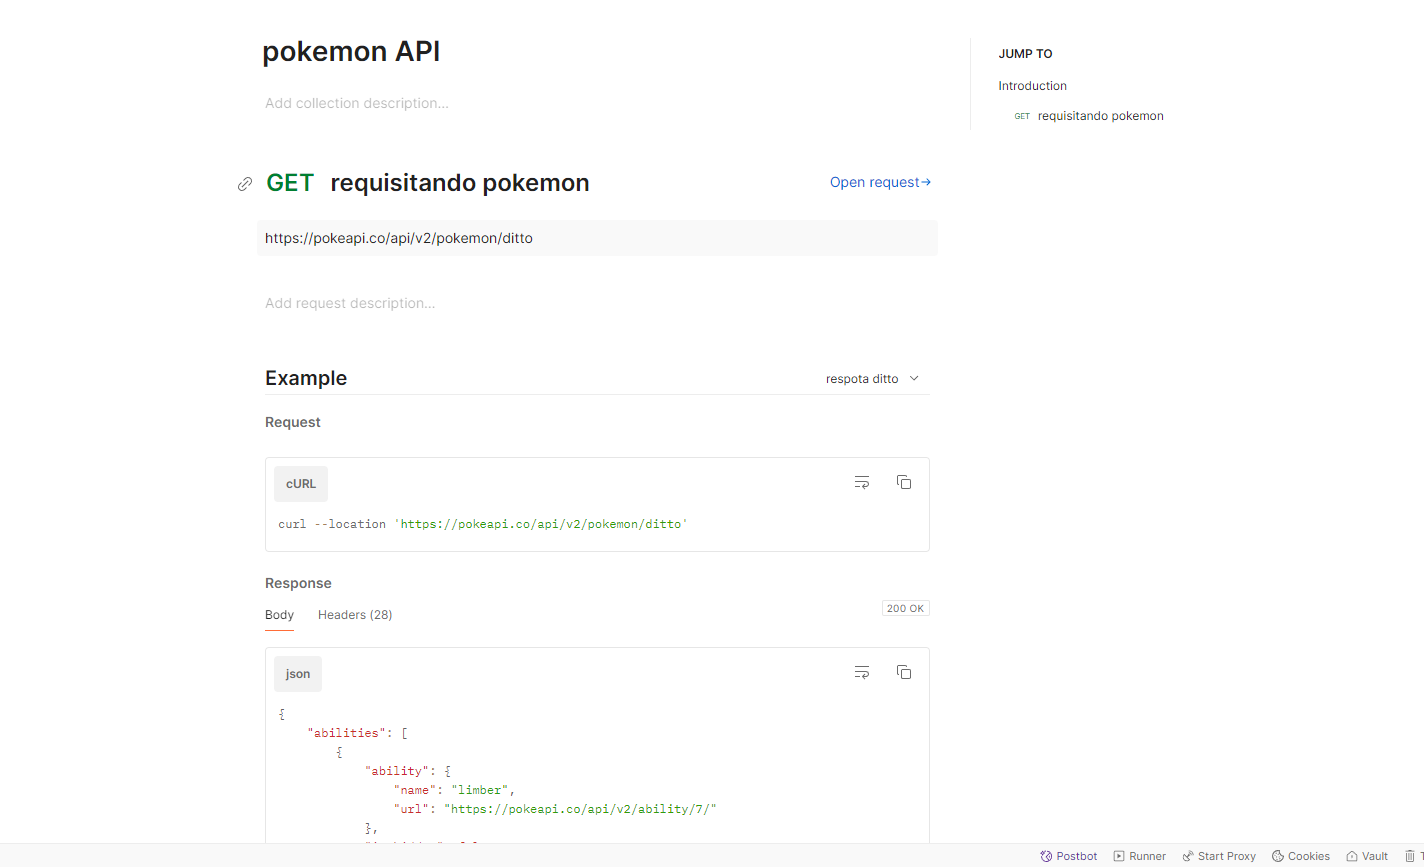 pokemon API
Add collection description...
JUMP TO
Introduction
GET requisitando pokemon
GET requisitando pokemon
Open request→
https://pokeapi.co/api/v2/pokemon/ditto
Add request description...
Example
respota ditto
Request
cURL
curl --location 'https://pokeapi.co/api/v2/pokemon/ditto'
Response
Body Headers (28)
200 OK
json
{
"abilities": [
{
"ability": {
"name": "limber",
"url": "https://pokeapi.co/api/v2/ability/7/"
},
Postbot Runner Start Proxy Cookies Vault